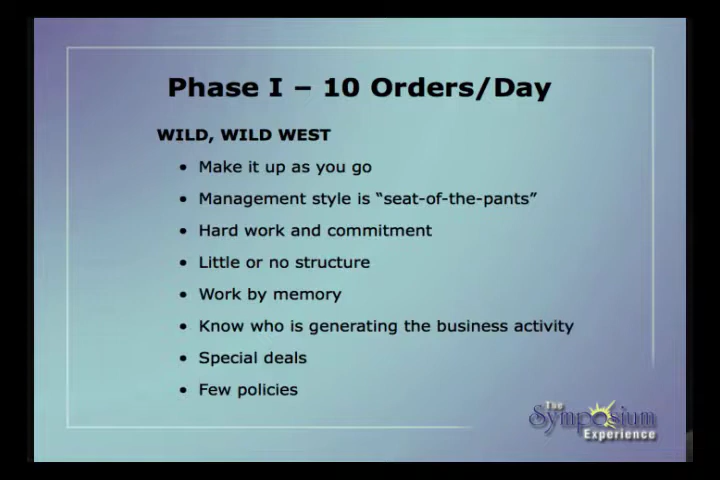 Phase I – 10 Orders/Day
WILD, WILD WEST
• Make it up as you go
• Management style is “seat-of-the-pants”
• Hard work and commitment
• Little or no structure
• Work by memory
• Know who is generating the business activity
• Special deals
• Few policies
The
Symposium
Experience